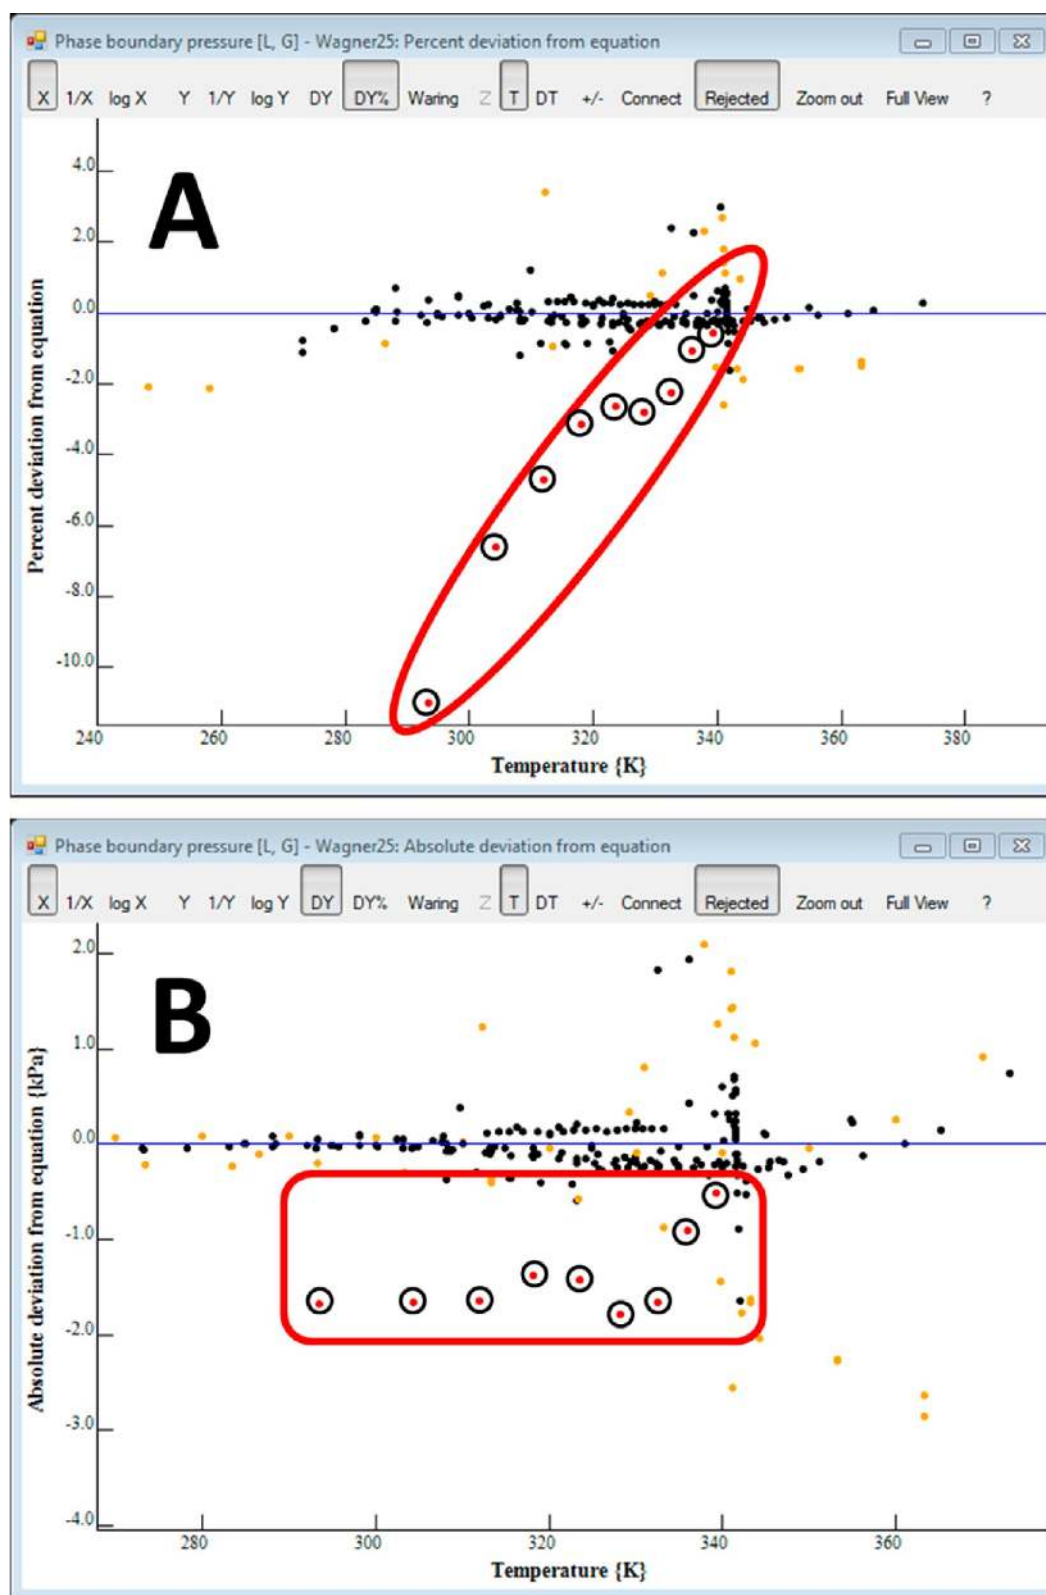 Phase boundary pressure [L, G] - Wagner25: Percent deviation from equation
X 1/X log X Y 1/Y log Y DY DY% Waring Z T DT +/- Connect Rejected Zoom out Full View ?
A
4.0
2.0
0.0
-2.0
-4.0
-6.0
-8.0
-10.0
Percent deviation from equation
240 260 280 300 320 340 360 380
Temperature {K}
Phase boundary pressure [L, G] - Wagner25: Absolute deviation from equation
X 1/X log X Y 1/Y log Y DY DY% Waring Z T DT +/- Connect Rejected Zoom out Full View ?
B
2.0
1.0
0.0
-1.0
-2.0
-3.0
-4.0
Absolute deviation from equation {kPa}
280 300 320 340 360
Temperature {K}